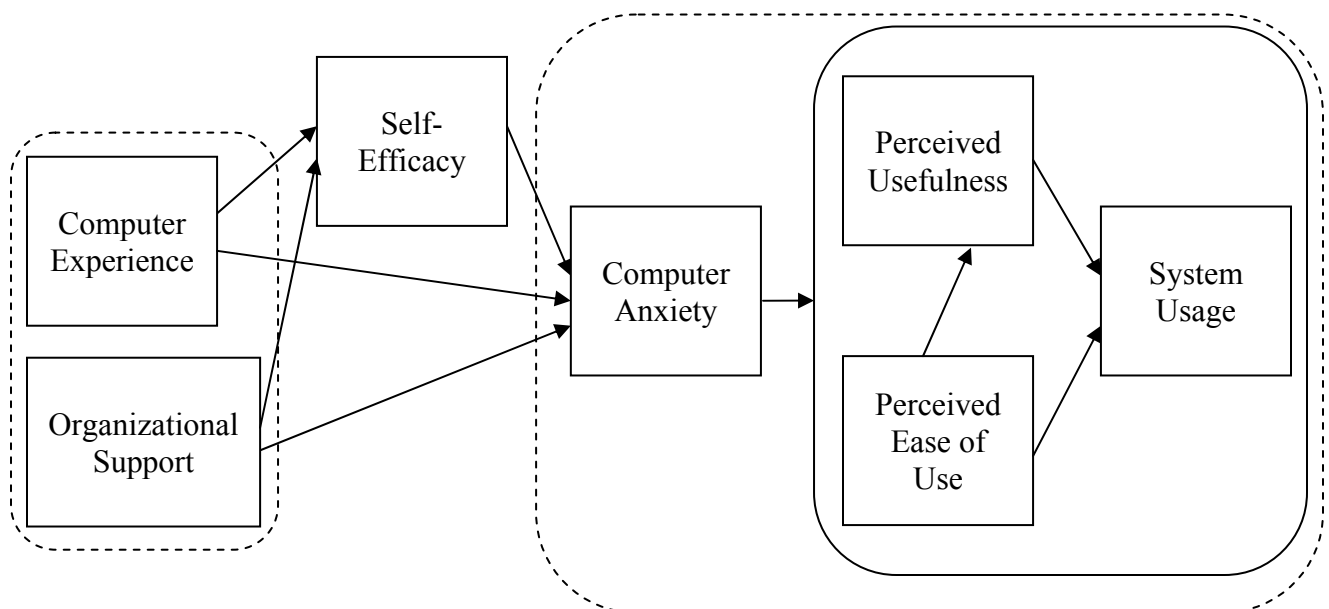 Self-
Efficacy
Computer
Experience
Organizational
Support
Computer
Anxiety
Perceived
Usefulness
Perceived
Ease of
Use
System
Usage